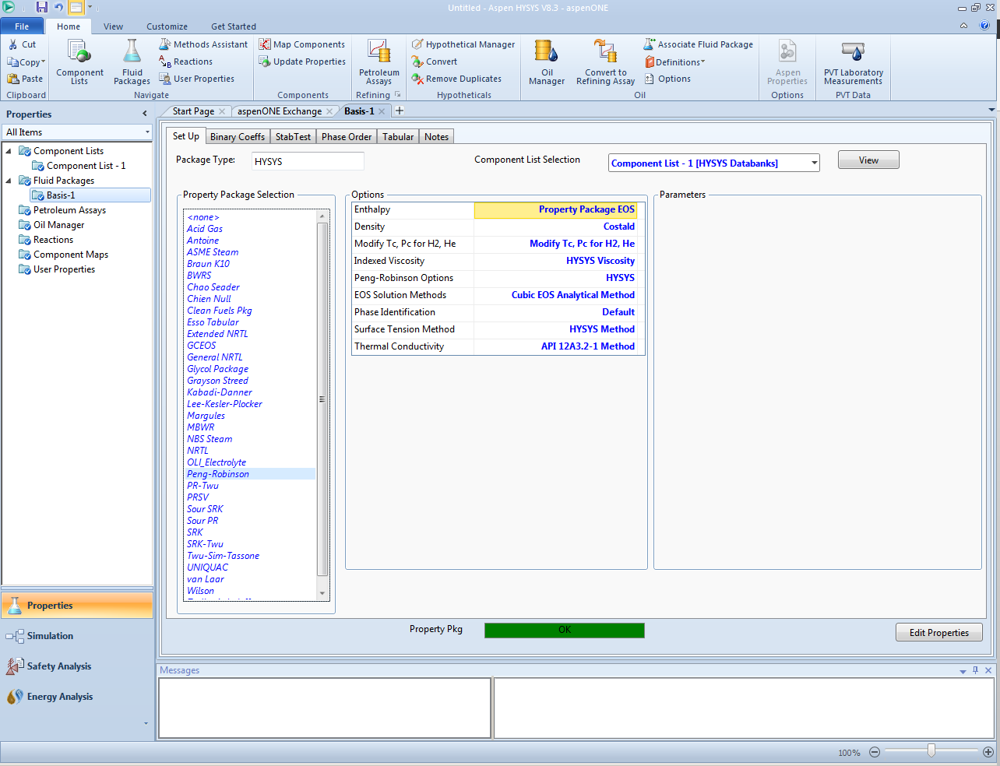 Untitled - Aspen HYSYS V8.3 - aspenONE
File Home View Customize Get Started
Cut
Copy
Paste
Clipboard
Component Lists
Fluid Packages
Methods Assistant
Reactions
User Properties
Navigate
Map Components
Update Properties
Components
Petroleum Assays
Refining
Hypothetical Manager
Convert
Remove Duplicates
Hypotheticals
Oil Manager
Convert to Refining Assay
Associate Fluid Package
Definitions
Options
Oil
Aspen Properties
Options
PVT Laboratory Measurements
PVT Data
Properties
All Items
Component Lists
Component List - 1
Fluid Packages
Basis-1
Petroleum Assays
Oil Manager
Reactions
Component Maps
User Properties
Properties
Simulation
Safety Analysis
Energy Analysis
Start Page aspenONE Exchange Basis-1
Set Up Binary Coeffs StabTest Phase Order Tabular Notes
Package Type: HYSYS Component List Selection Component List - 1 [HYSYS Databanks] View
Property Package Selection
<none>
Acid Gas
Antoine
ASME Steam
Braun K10
BWRS
Chao Seader
Chien Null
Clean Fuels Pkg
Esso Tabular
Extended NRTL
GCEOS
General NRTL
Glycol Package
Grayson Streed
Kabadi-Danner
Lee-Kesler-Plocker
Margules
MBWR
NBS Steam
NRTL
OLI_Electrolyte
Peng-Robinson
PR-Twu
PRSV
Sour SRK
Sour PR
SRK
SRK-Twu
Twu-Sim-Tassone
UNIQUAC
van Laar
Wilson
Options
Enthalpy Property Package EOS
Density Costald
Modify Tc, Pc for H2, He Modify Tc, Pc for H2, He
Indexed Viscosity HYSYS Viscosity
Peng-Robinson Options HYSYS
EOS Solution Methods Cubic EOS Analytical Method
Phase Identification Default
Surface Tension Method HYSYS Method
Thermal Conductivity API 12A3.2-1 Method
Parameters
Property Pkg OK Edit Properties
Messages
100%